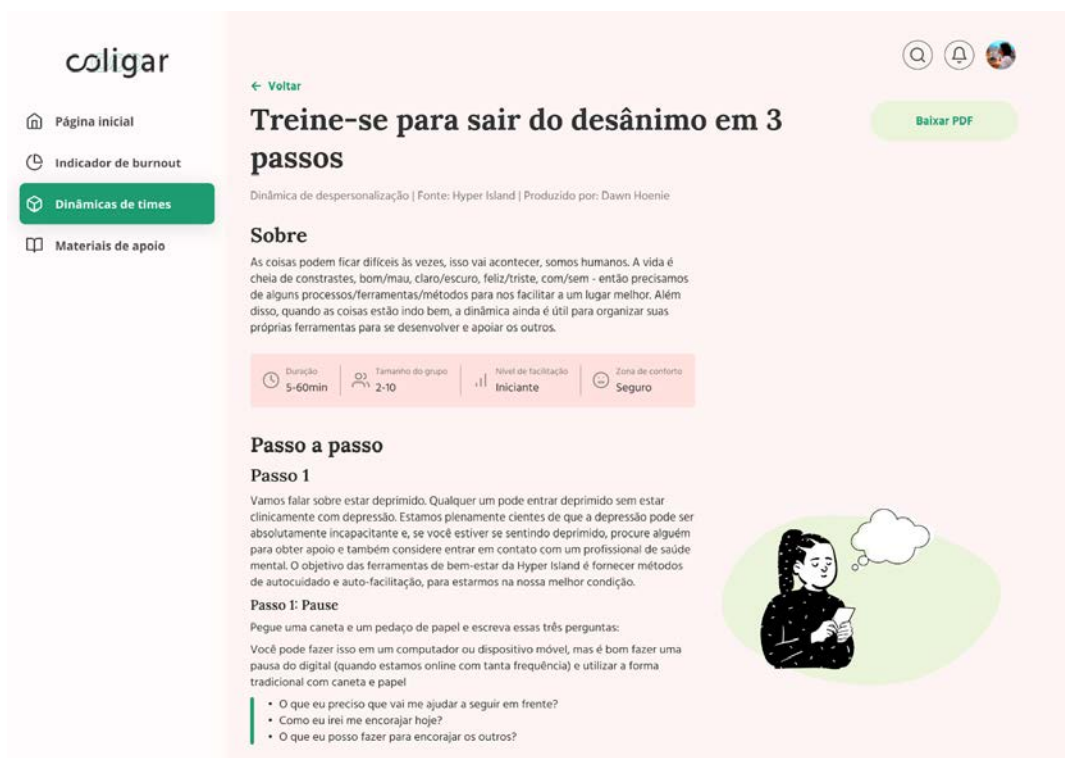 coligar
Página inicial
Indicador de burnout
Dinâmicas de times
Materiais de apoio
← Voltar
Treine-se para sair do desânimo em 3
passos
Baixar PDF
Dinâmica de despersonalização | Fonte: Hyper Island | Produzido por: Dawn Hoenie
Sobre
As coisas podem ficar difíceis às vezes, isso vai acontecer, somos humanos. A vida é
cheia de constrastes, bom/mau, claro/escuro, feliz/triste, com/sem - então precisamos
de alguns processos/ferramentas/métodos para nos facilitar a um lugar melhor. Além
disso, quando as coisas estão indo bem, a dinâmica ainda é útil para organizar suas
próprias ferramentas para se desenvolver e apoiar os outros.
Duração
5-60min
Tamanho do grupo
2-10
Nível de facilitação
Iniciante
Zona de conforto
Seguro
Passo a passo
Passo 1
Vamos falar sobre estar deprimido. Qualquer um pode entrar deprimido sem estar
clinicamente com depressão. Estamos plenamente cientes de que a depressão pode ser
absolutamente incapacitante e, se você estiver se sentindo deprimido, procure alguém
para obter apoio e também considere entrar em contato com um profissional de saúde
mental. O objetivo das ferramentas de bem-estar da Hyper Island é fornecer métodos
de autocuidado e auto-facilitação, para estarmos na nossa melhor condição.
Passo 1: Pause
Pegue uma caneta e um pedaço de papel e escreva essas três perguntas:
Você pode fazer isso em um computador ou dispositivo móvel, mas é bom fazer uma
pausa do digital (quando estamos online com tanta frequência) e utilizar a forma
tradicional com caneta e papel
• O que eu preciso que vai me ajudar a seguir em frente?
• Como eu irei me encorajar hoje?
• O que eu posso fazer para encorajar os outros?